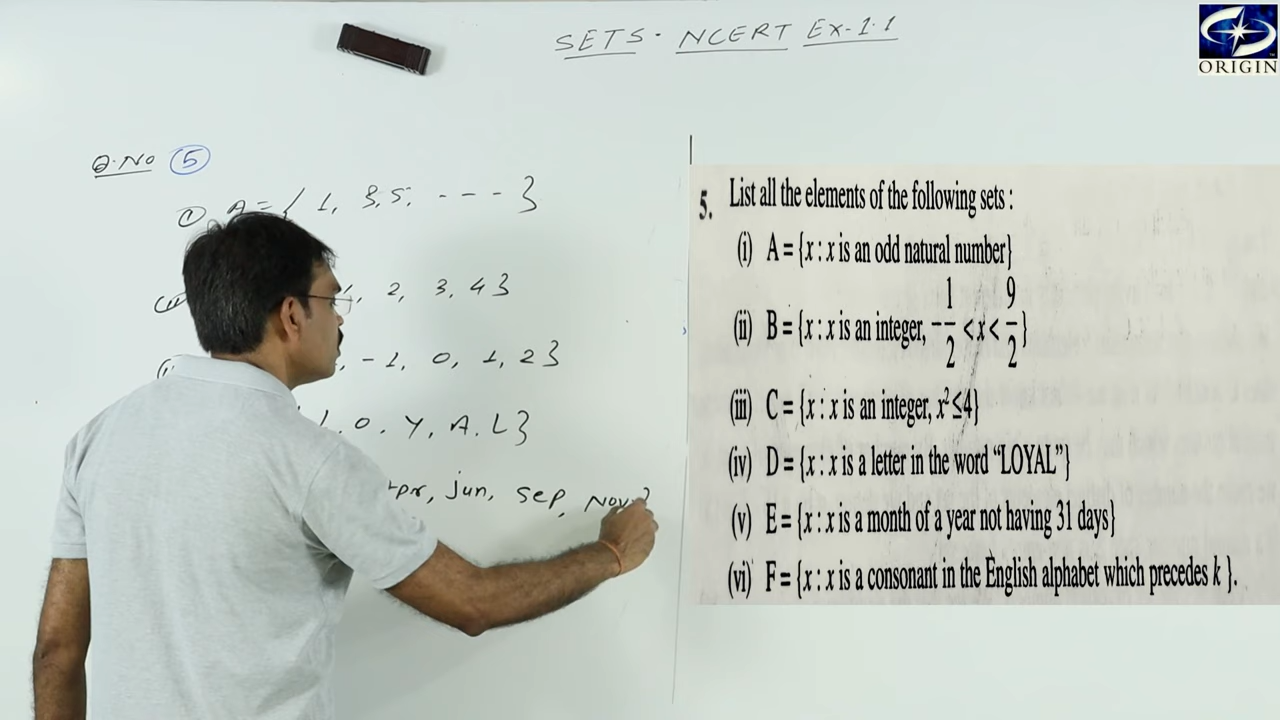 SETS. NCERT Ex-1.1
ORIGIN
Q.No 5
(i) A = { 1, 3, 5, - - - - }
2, 3, 4 }
, -1, 0, 1, 2 }
, O, Y, A, L }
Apr, Jun, Sep, Nov }
5. List all the elements of the following sets :
(i) A = {x : x is an odd natural number}
(ii) B = {x : x is an integer, -1/2 < x < 9/2}
(iii) C = {x : x is an integer, x² ≤ 4}
(iv) D = {x : x is a letter in the word “LOYAL”}
(v) E = {x : x is a month of a year not having 31 days}
(vi) F = {x : x is a consonant in the English alphabet which precedes k }.